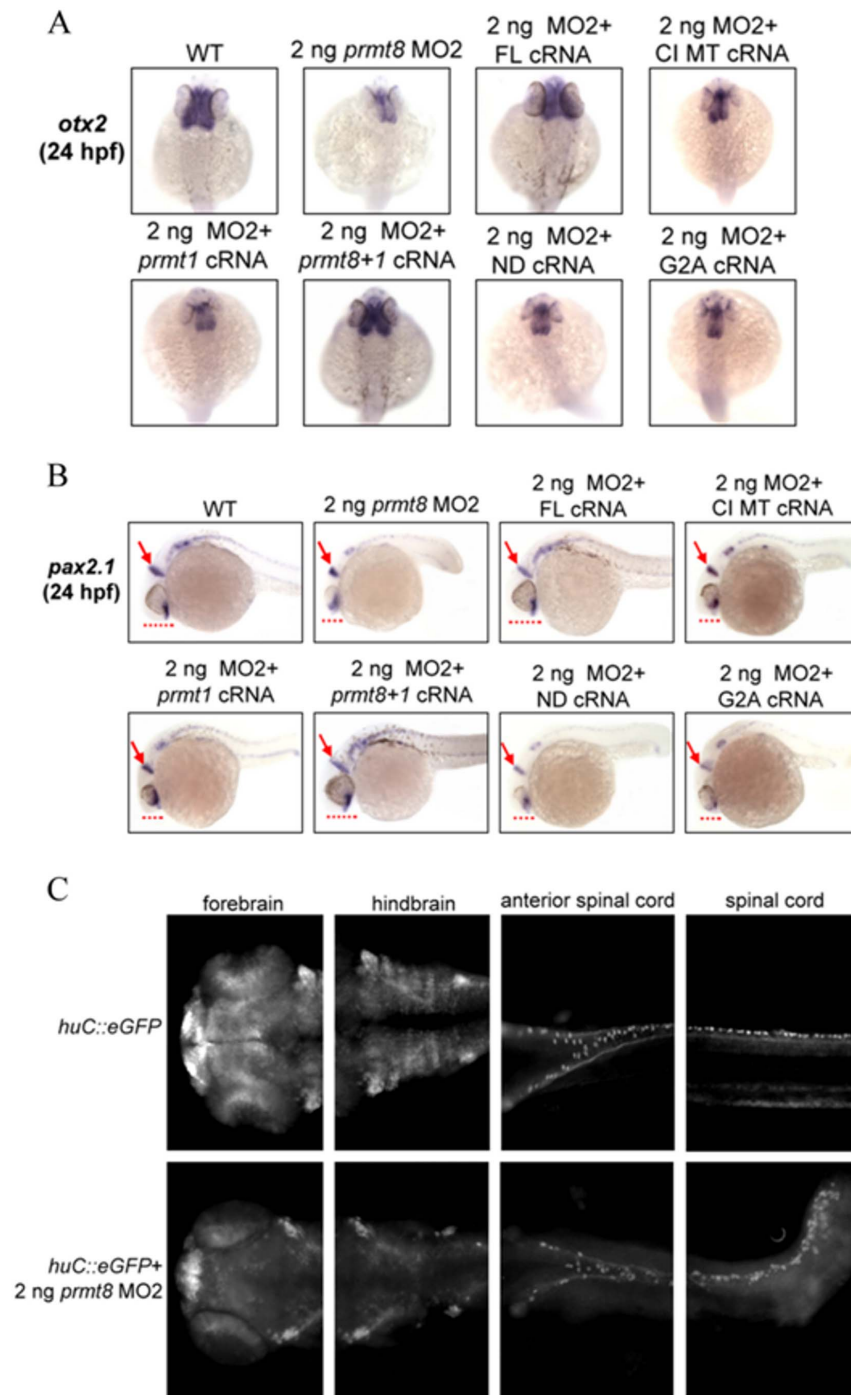 A
WT
2 ng prmt8 MO2
2 ng MO2+
FL cRNA
2 ng MO2+
CI MT cRNA
otx2
(24 hpf)
2 ng MO2+
prmt1 cRNA
2 ng MO2+
prmt8+1 cRNA
2 ng MO2+
ND cRNA
2 ng MO2+
G2A cRNA
B
WT
2 ng prmt8 MO2
2 ng MO2+
FL cRNA
2 ng MO2+
CI MT cRNA
pax2.1
(24 hpf)
2 ng MO2+
prmt1 cRNA
2 ng MO2+
prmt8+1 cRNA
2 ng MO2+
ND cRNA
2 ng MO2+
G2A cRNA
C
forebrain
hindbrain
anterior spinal cord
spinal cord
huC::eGFP
huC::eGFP+
2 ng prmt8 MO2